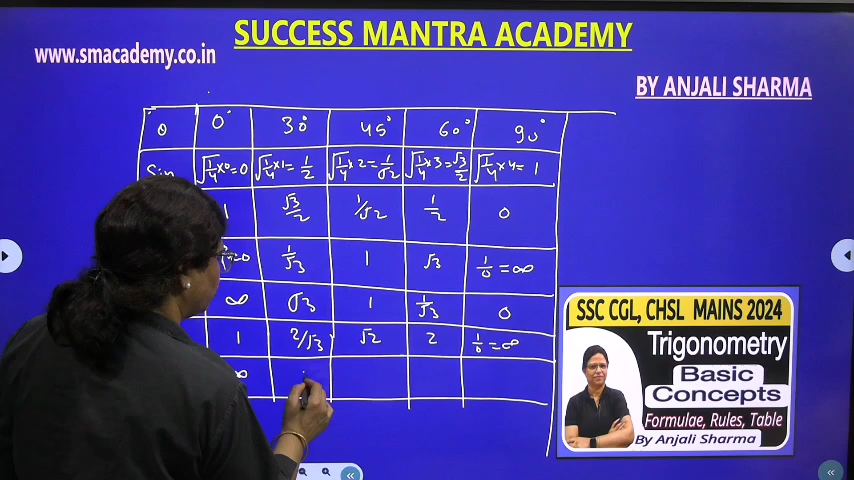 SUCCESS MANTRA ACADEMY
www.smacademy.co.in
BY ANJALI SHARMA
θ 0° 30° 45° 60° 90°
Sin √1/4×0=0 √1/4×1=1/2 √1/4×2=1/√2 √1/4×3=√3/2 √1/4×4=1
1 √3/2 1/√2 1/2 0
=0 1/√3 1 √3 1/0=∞
∞ √3 1 1/√3 0
1 2/√3 √2 2 1/0=∞
∞
SSC CGL, CHSL MAINS 2024
Trigonometry
Basic
Concepts
Formulae, Rules, Table
By Anjali Sharma